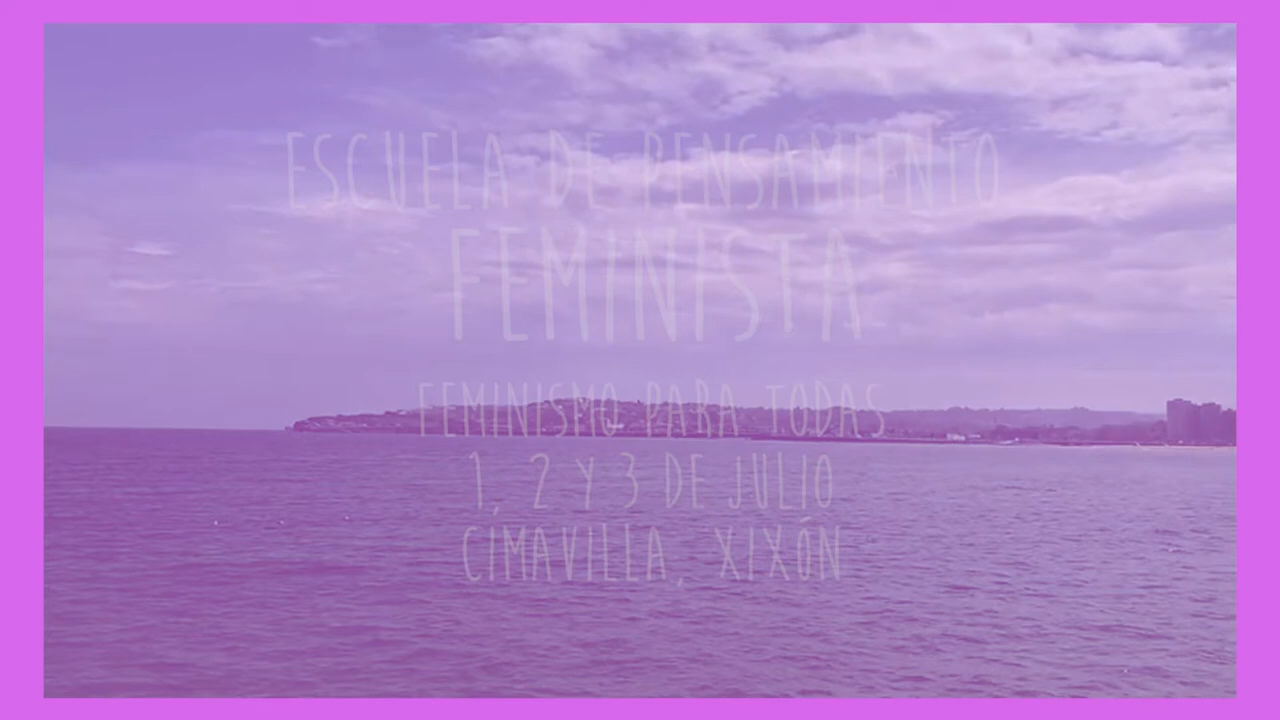 ESCUELA DE PENSAMIENTO
FEMINISTA
FEMINISMO PARA TODAS
1, 2 Y 3 DE JULIO
CIMAVILLA, XIXÓN